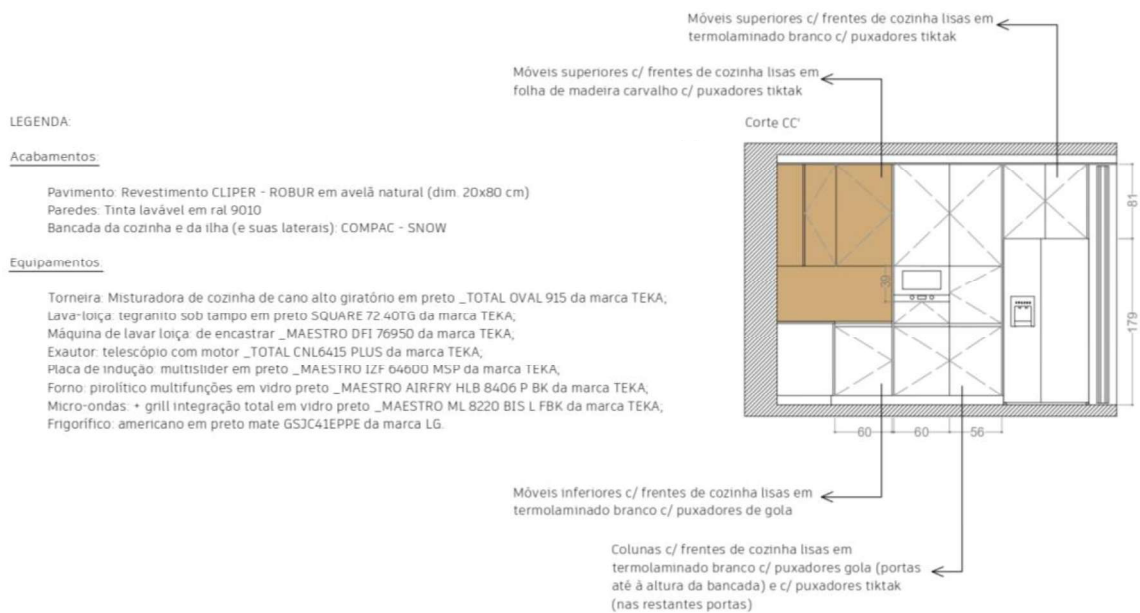 Móveis superiores c/ frentes de cozinha lisas em
termolaminado branco c/ puxadores tiktak
Móveis superiores c/ frentes de cozinha lisas em
folha de madeira carvalho c/ puxadores tiktak
LEGENDA:
Corte CC'
Acabamentos:
Pavimento: Revestimento CLIPER - ROBUR em avelã natural (dim. 20x80 cm)
Paredes: Tinta lavável em ral 9010
Bancada da cozinha e da ilha (e suas laterais): COMPAC - SNOW
81
Equipamentos:
39
Torneira: Misturadora de cozinha de cano alto giratório em preto _TOTAL OVAL 915 da marca TEKA;
Lava-loiça: tegranito sob tampo em preto SQUARE 72.40TG da marca TEKA;
Máquina de lavar loiça: de encastrar _MAESTRO DFI 76950 da marca TEKA;
179
Exautor: telescópio com motor _TOTAL CNL6415 PLUS da marca TEKA;
Placa de indução: multislider em preto _MAESTRO IZF 64600 MSP da marca TEKA;
Forno: pirolítico multifunções em vidro preto _MAESTRO AIRFRY HLB 8406 P BK da marca TEKA;
Micro-ondas: + grill integração total em vidro preto _MAESTRO ML 8220 BIS L FBK da marca TEKA;
Frigorífico: americano em preto mate GSJC41EPPE da marca LG.
60 60 56
Móveis inferiores c/ frentes de cozinha lisas em
termolaminado branco c/ puxadores de gola
Colunas c/ frentes de cozinha lisas em
termolaminado branco c/ puxadores gola (portas
até à altura da bancada) e c/ puxadores tiktak
(nas restantes portas)